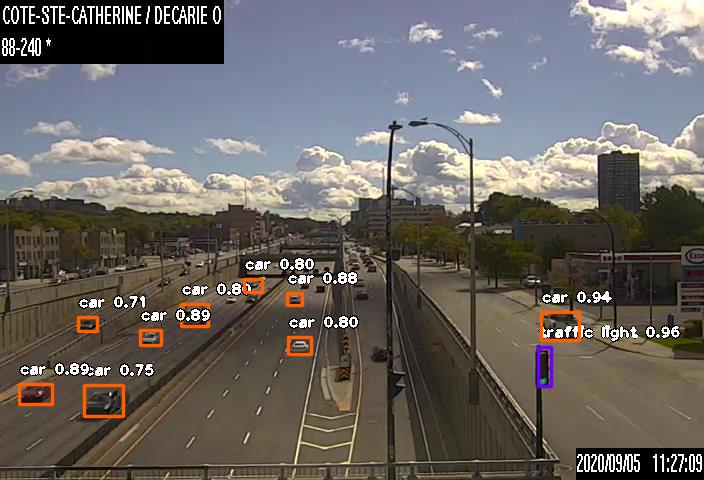 COTE-STE-CATHERINE / DECARIE O
88-240 *
car 0.80
car 0.88
car 0.71
car 0.80
car 0.94
car 0.89
car 0.80
traffic light 0.96
car 0.89
car 0.75
Esso
2020/09/05 11:27:09